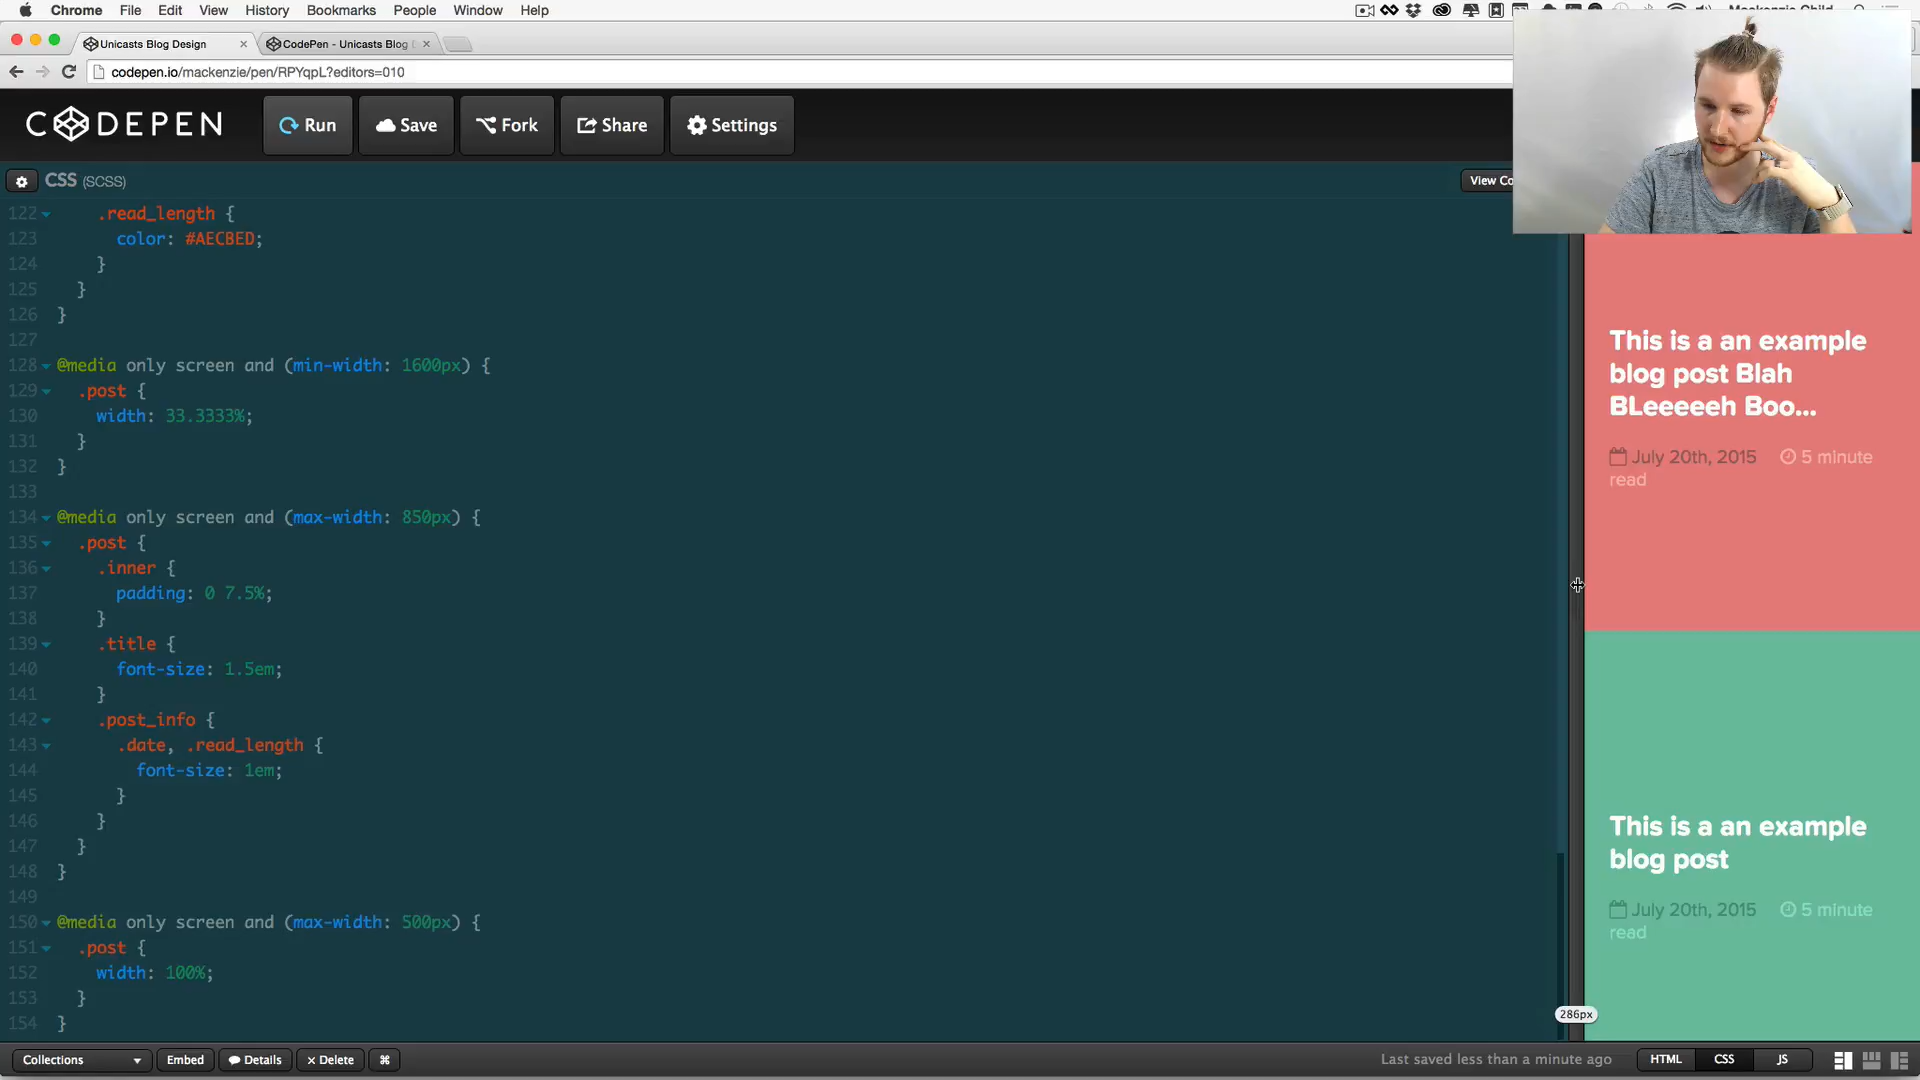 Chrome File Edit View History Bookmarks People Window Help
Unicasts Blog Design
CodePen - Unicasts Blog
codepen.io/mackenzie/pen/RPYqpL?editors=010
CODEPEN
Run
Save
Fork
Share
Settings
CSS (SCSS)
View Co
122 .read_length {
123 color: #AECBED;
124 }
125 }
126 }
127
128 @media only screen and (min-width: 1600px) {
129 .post {
130 width: 33.3333%;
131 }
132 }
133
134 @media only screen and (max-width: 850px) {
135 .post {
136 .inner {
137 padding: 0 7.5%;
138 }
139 .title {
140 font-size: 1.5em;
141 }
142 .post_info {
143 .date, .read_length {
144 font-size: 1em;
145 }
146 }
147 }
148 }
149
150 @media only screen and (max-width: 500px) {
151 .post {
152 width: 100%;
153 }
154 }
This is a an example
blog post Blah
BLeeeeeh Boo...
July 20th, 2015 5 minute
read
This is a an example
blog post
July 20th, 2015 5 minute
read
286px
Collections
Embed
Details
× Delete
⌘
Last saved less than a minute ago
HTML CSS JS